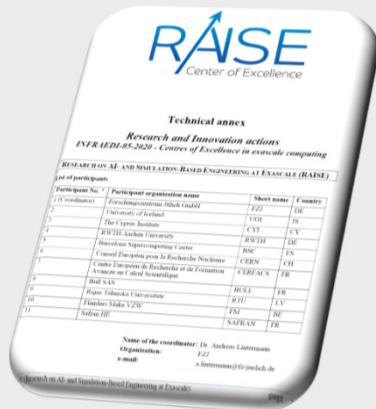 RAISE
Center of Excellence
Technical annex
Research and Innovation actions
INFRAEDI-05-2020 - Centres of Excellence in exascale computing
RESEARCH ON AI- AND SIMULATION-BASED ENGINEERING AT EXASCALE (RAISE)
List of participants
Participant No. * Participant organisation name Short name Country
1 (Coordinator) Forschungszentrum Jülich GmbH FZJ DE
2 University of Iceland UOI IS
3 The Cyprus Institute CYI CY
4 RWTH Aachen University RWTH DE
5 Barcelona Supercomputing Center BSC ES
6 Conseil Européen pour la Recherche Nucléaire CERN CH
7 Centre Européen de Recherche et de Formation Avancée en Calcul Scientifique CERFACS FR
8 Bull SAS BULL FR
9 Rigas Tehniska Universitate RTU LV
10 Flanders Make VZW FM BE
11 Safran HE SAFRAN FR
Name of the coordinator: Dr. Andreas Lintermann
Organization: FZJ
e-mail: a.lintermann@fz-juelich.de
Research on AI- and Simulation-Based Engineering at Exascale
page